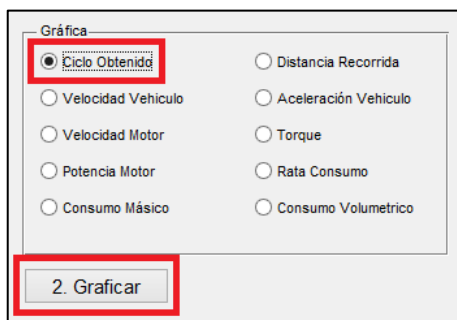 Gráfica
Ciclo Obtenido
Distancia Recorrida
Velocidad Vehiculo
Aceleración Vehiculo
Velocidad Motor
Torque
Potencia Motor
Rata Consumo
Consumo Másico
Consumo Volumetrico
2. Graficar